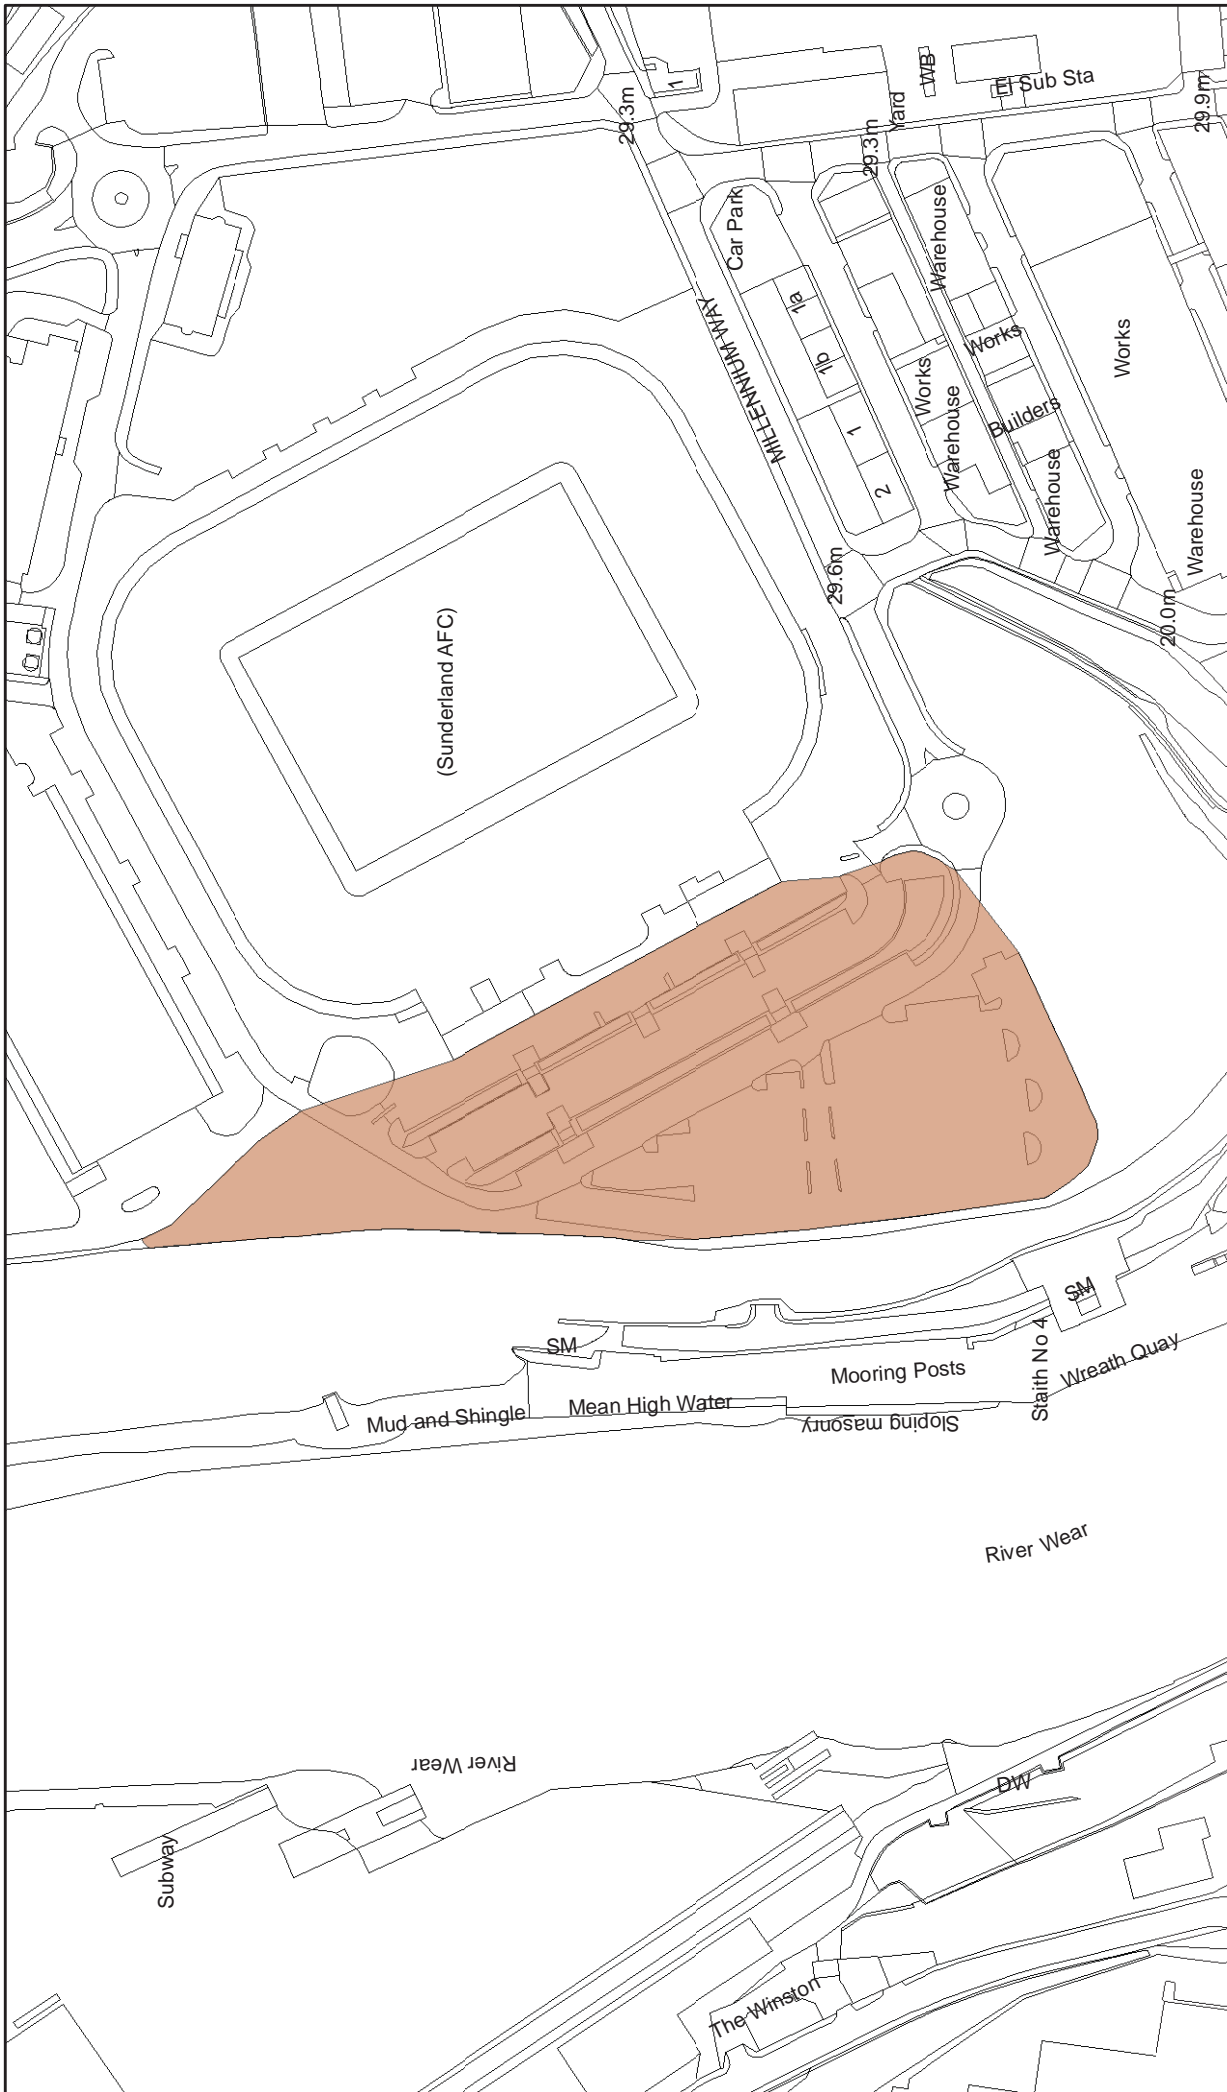 WB
El Sub Sta
1
29.3m
Yard
29.9m
29.3m
Car Park
Warehouse
MILLENNIUM WAY
1a
1b
Works
Works
Works
Warehouse
Builders
1
2
Warehouse
Warehouse
29.6m
20.0m
(Sunderland AFC)
SM
SM
Staith No 4
Wreath Quay
Mooring Posts
Mean High Water
Mud and Shingle
Sloping masonry
River Wear
River Wear
DW
Subway
The Winston